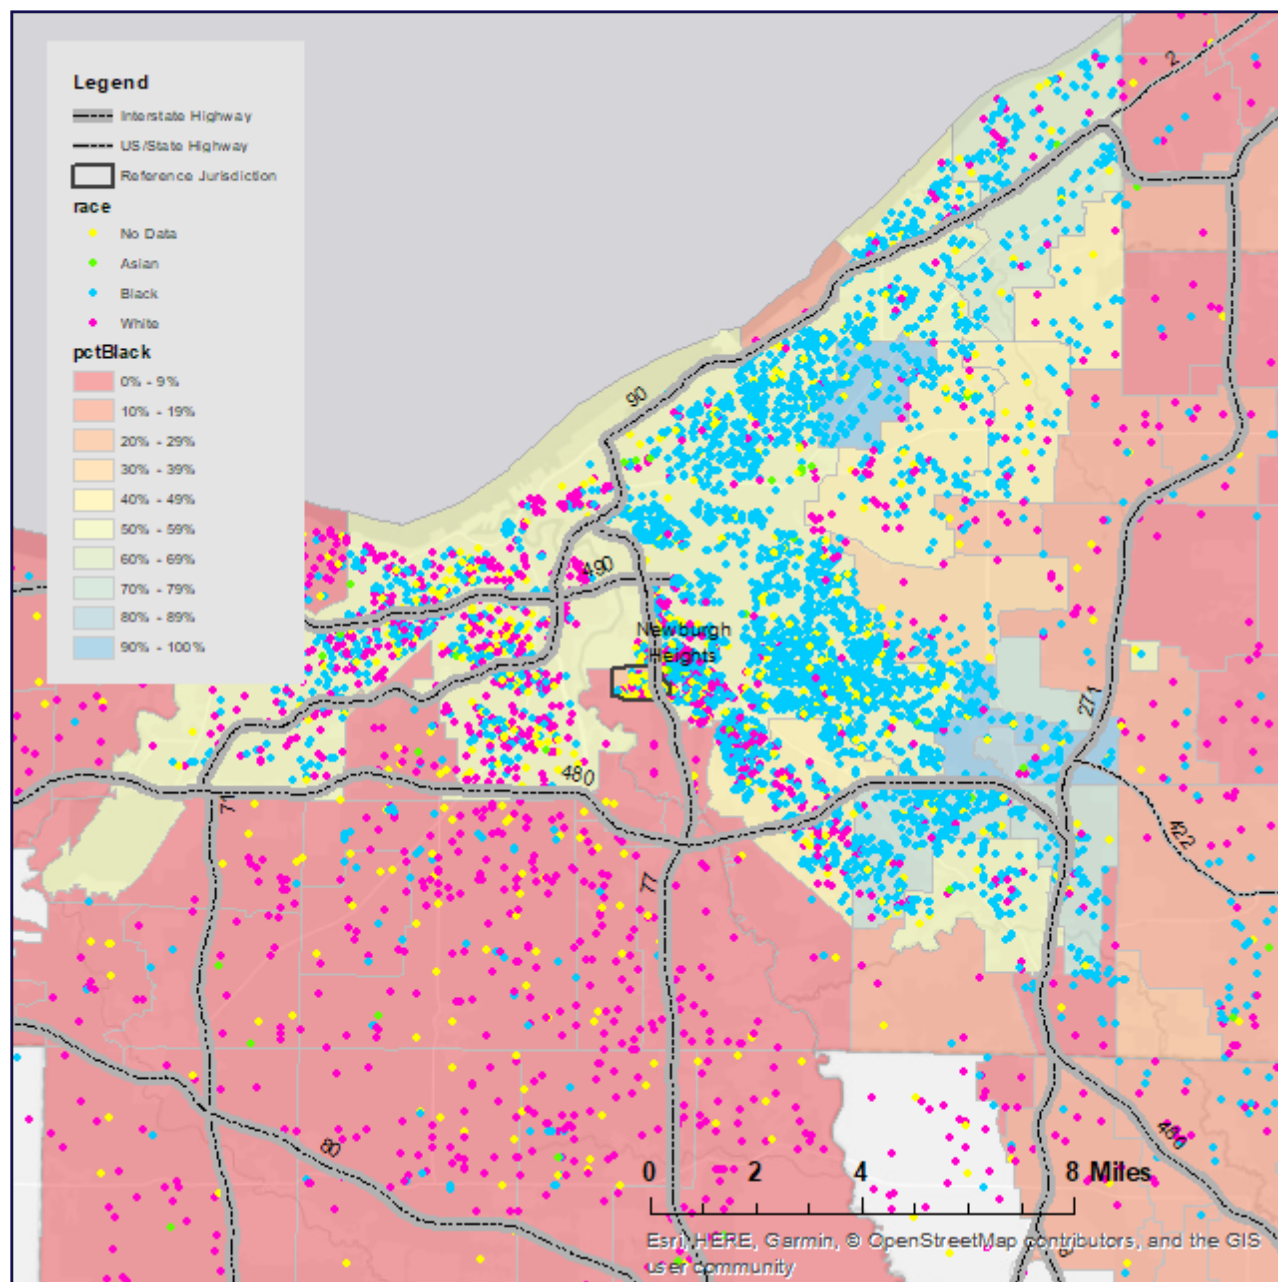 Legend
Interstate Highway
US/State Highway
Reference Jurisdiction
race
No Data
Asian
Black
White
pctBlack
0% - 9%
10% - 19%
20% - 29%
30% - 39%
40% - 49%
50% - 59%
60% - 69%
70% - 79%
80% - 89%
90% - 100%
2
90
490
Newburgh
Heights
271
480
71
422
77
80
480
0 2 4 8 Miles
Esri, HERE, Garmin, © OpenStreetMap contributors, and the GIS
user community